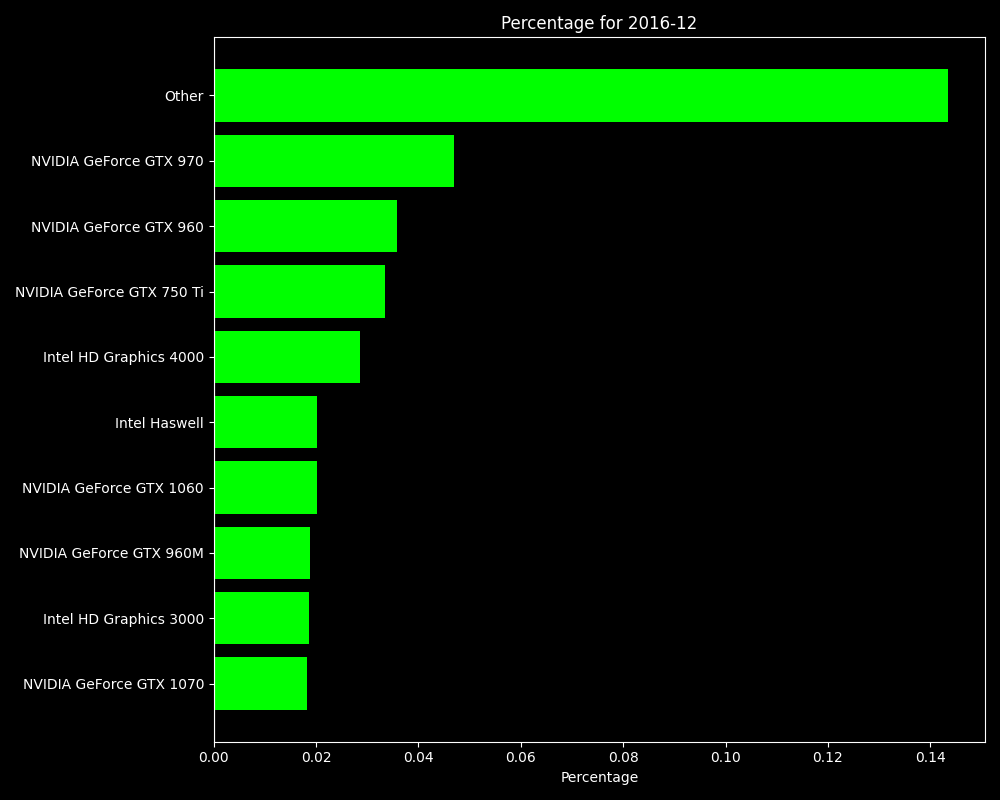 Percentage for 2016-12
Other
NVIDIA GeForce GTX 970
NVIDIA GeForce GTX 960
NVIDIA GeForce GTX 750 Ti
Intel HD Graphics 4000
Intel Haswell
NVIDIA GeForce GTX 1060
NVIDIA GeForce GTX 960M
Intel HD Graphics 3000
NVIDIA GeForce GTX 1070
0.00 0.02 0.04 0.06 0.08 0.10 0.12 0.14
Percentage